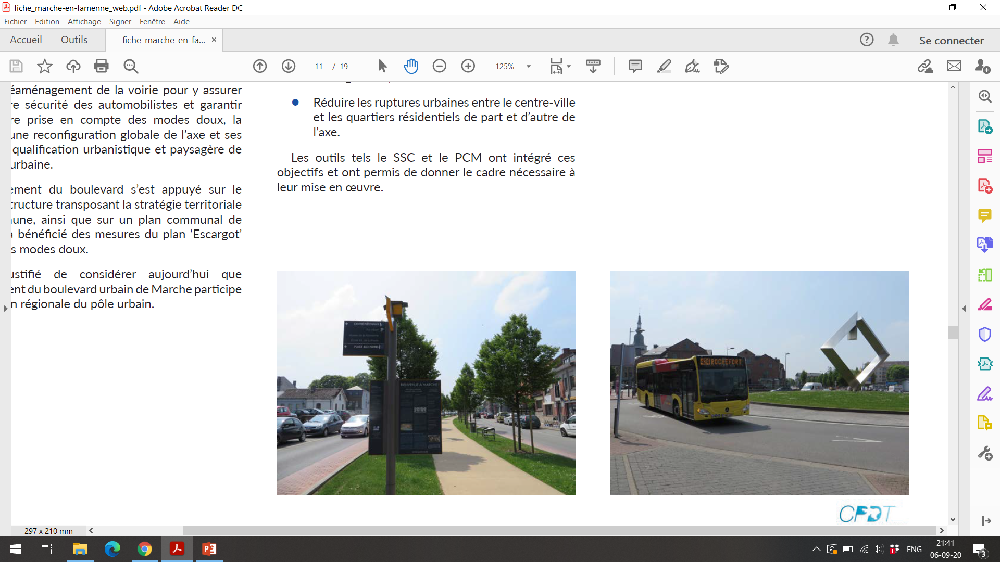 fiche_marche-en-famenne_web.pdf - Adobe Acrobat Reader DC
Fichier Edition Affichage Signer Fenêtre Aide
Accueil Outils fiche_marche-en-fa... × Se connecter
11 / 19 125%
éaménagement de la voirie pour y assurer
re sécurité des automobilistes et garantir
re prise en compte des modes doux, la
une reconfiguration globale de l'axe et ses
qualification urbanistique et paysagère de
urbaine.
ement du boulevard s'est appuyé sur le
tructure transposant la stratégie territoriale
une, ainsi que sur un plan communal de
bénéficié des mesures du plan ‘Escargot’
s modes doux.
ustifié de considérer aujourd'hui que
ent du boulevard urbain de Marche participe
n régionale du pôle urbain.
● Réduire les ruptures urbaines entre le centre-ville
et les quartiers résidentiels de part et d'autre de
l'axe.
Les outils tels le SSC et le PCM ont intégré ces
objectifs et ont permis de donner le cadre nécessaire à
leur mise en œuvre.
CENTRE PIÉTONNIER
PLACE AUX FOIRES
BIENVENUE À MARCHE
ROCHEFORT
CPDT
297 x 210 mm
ENG
21:41
06-09-20
1
3